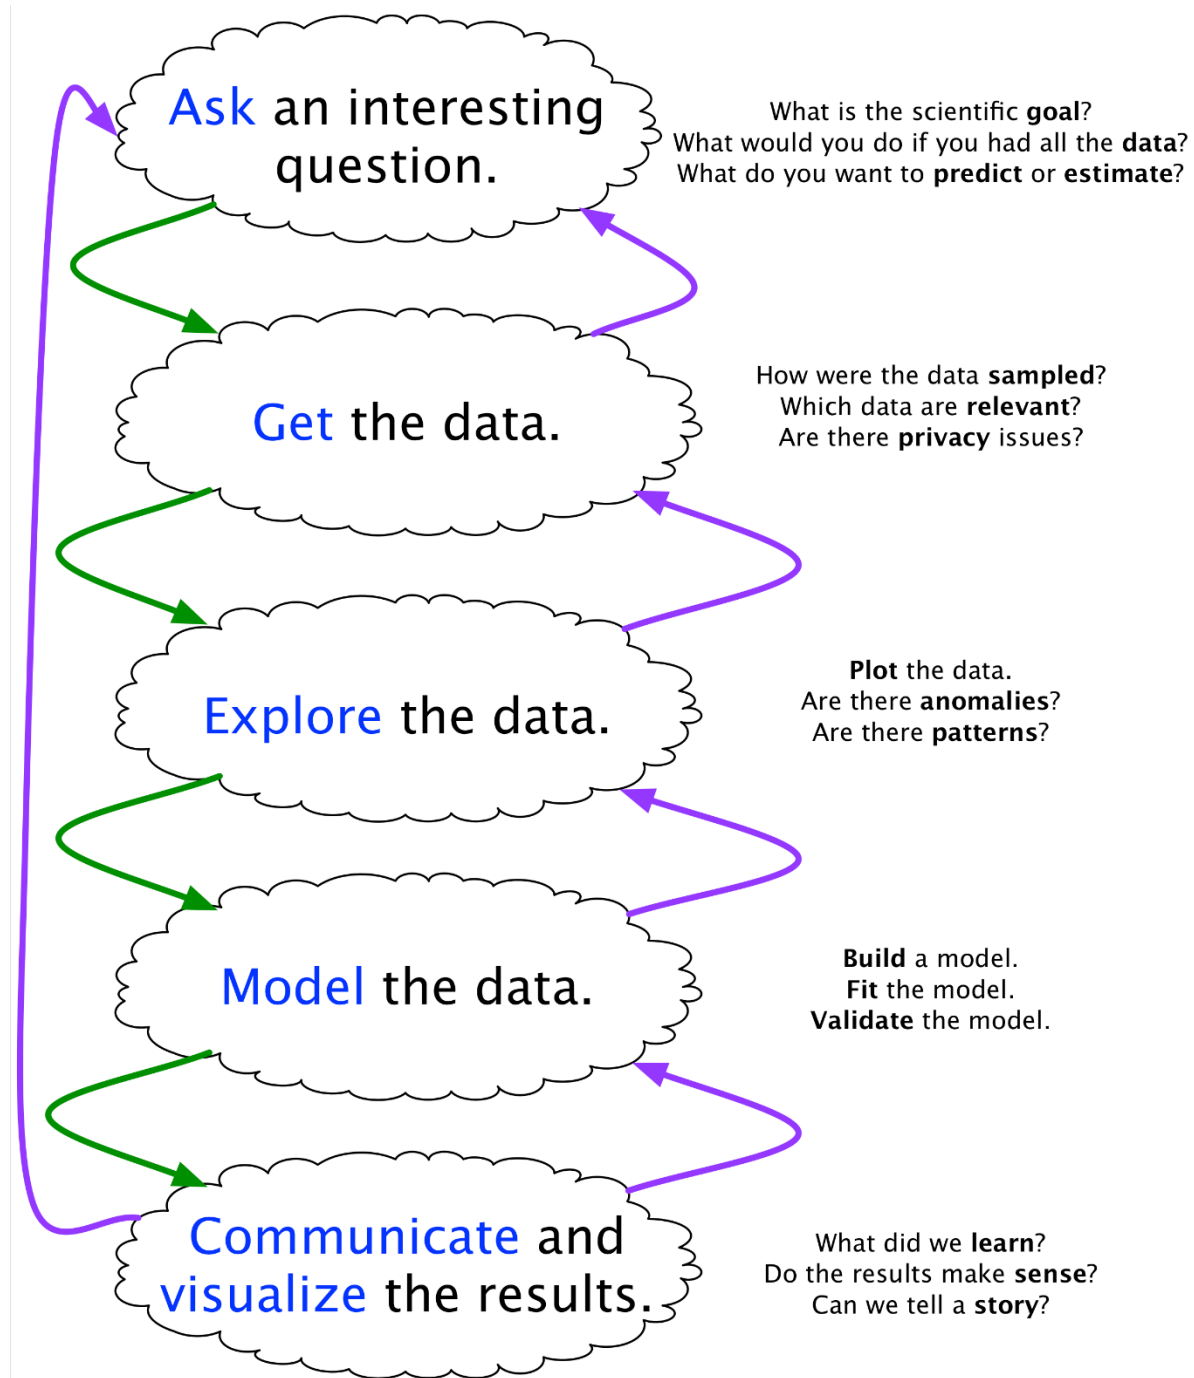 Ask an interesting
question.
What is the scientific goal?
What would you do if you had all the data?
What do you want to predict or estimate?
Get the data.
How were the data sampled?
Which data are relevant?
Are there privacy issues?
Explore the data.
Plot the data.
Are there anomalies?
Are there patterns?
Model the data.
Build a model.
Fit the model.
Validate the model.
Communicate and
visualize the results.
What did we learn?
Do the results make sense?
Can we tell a story?